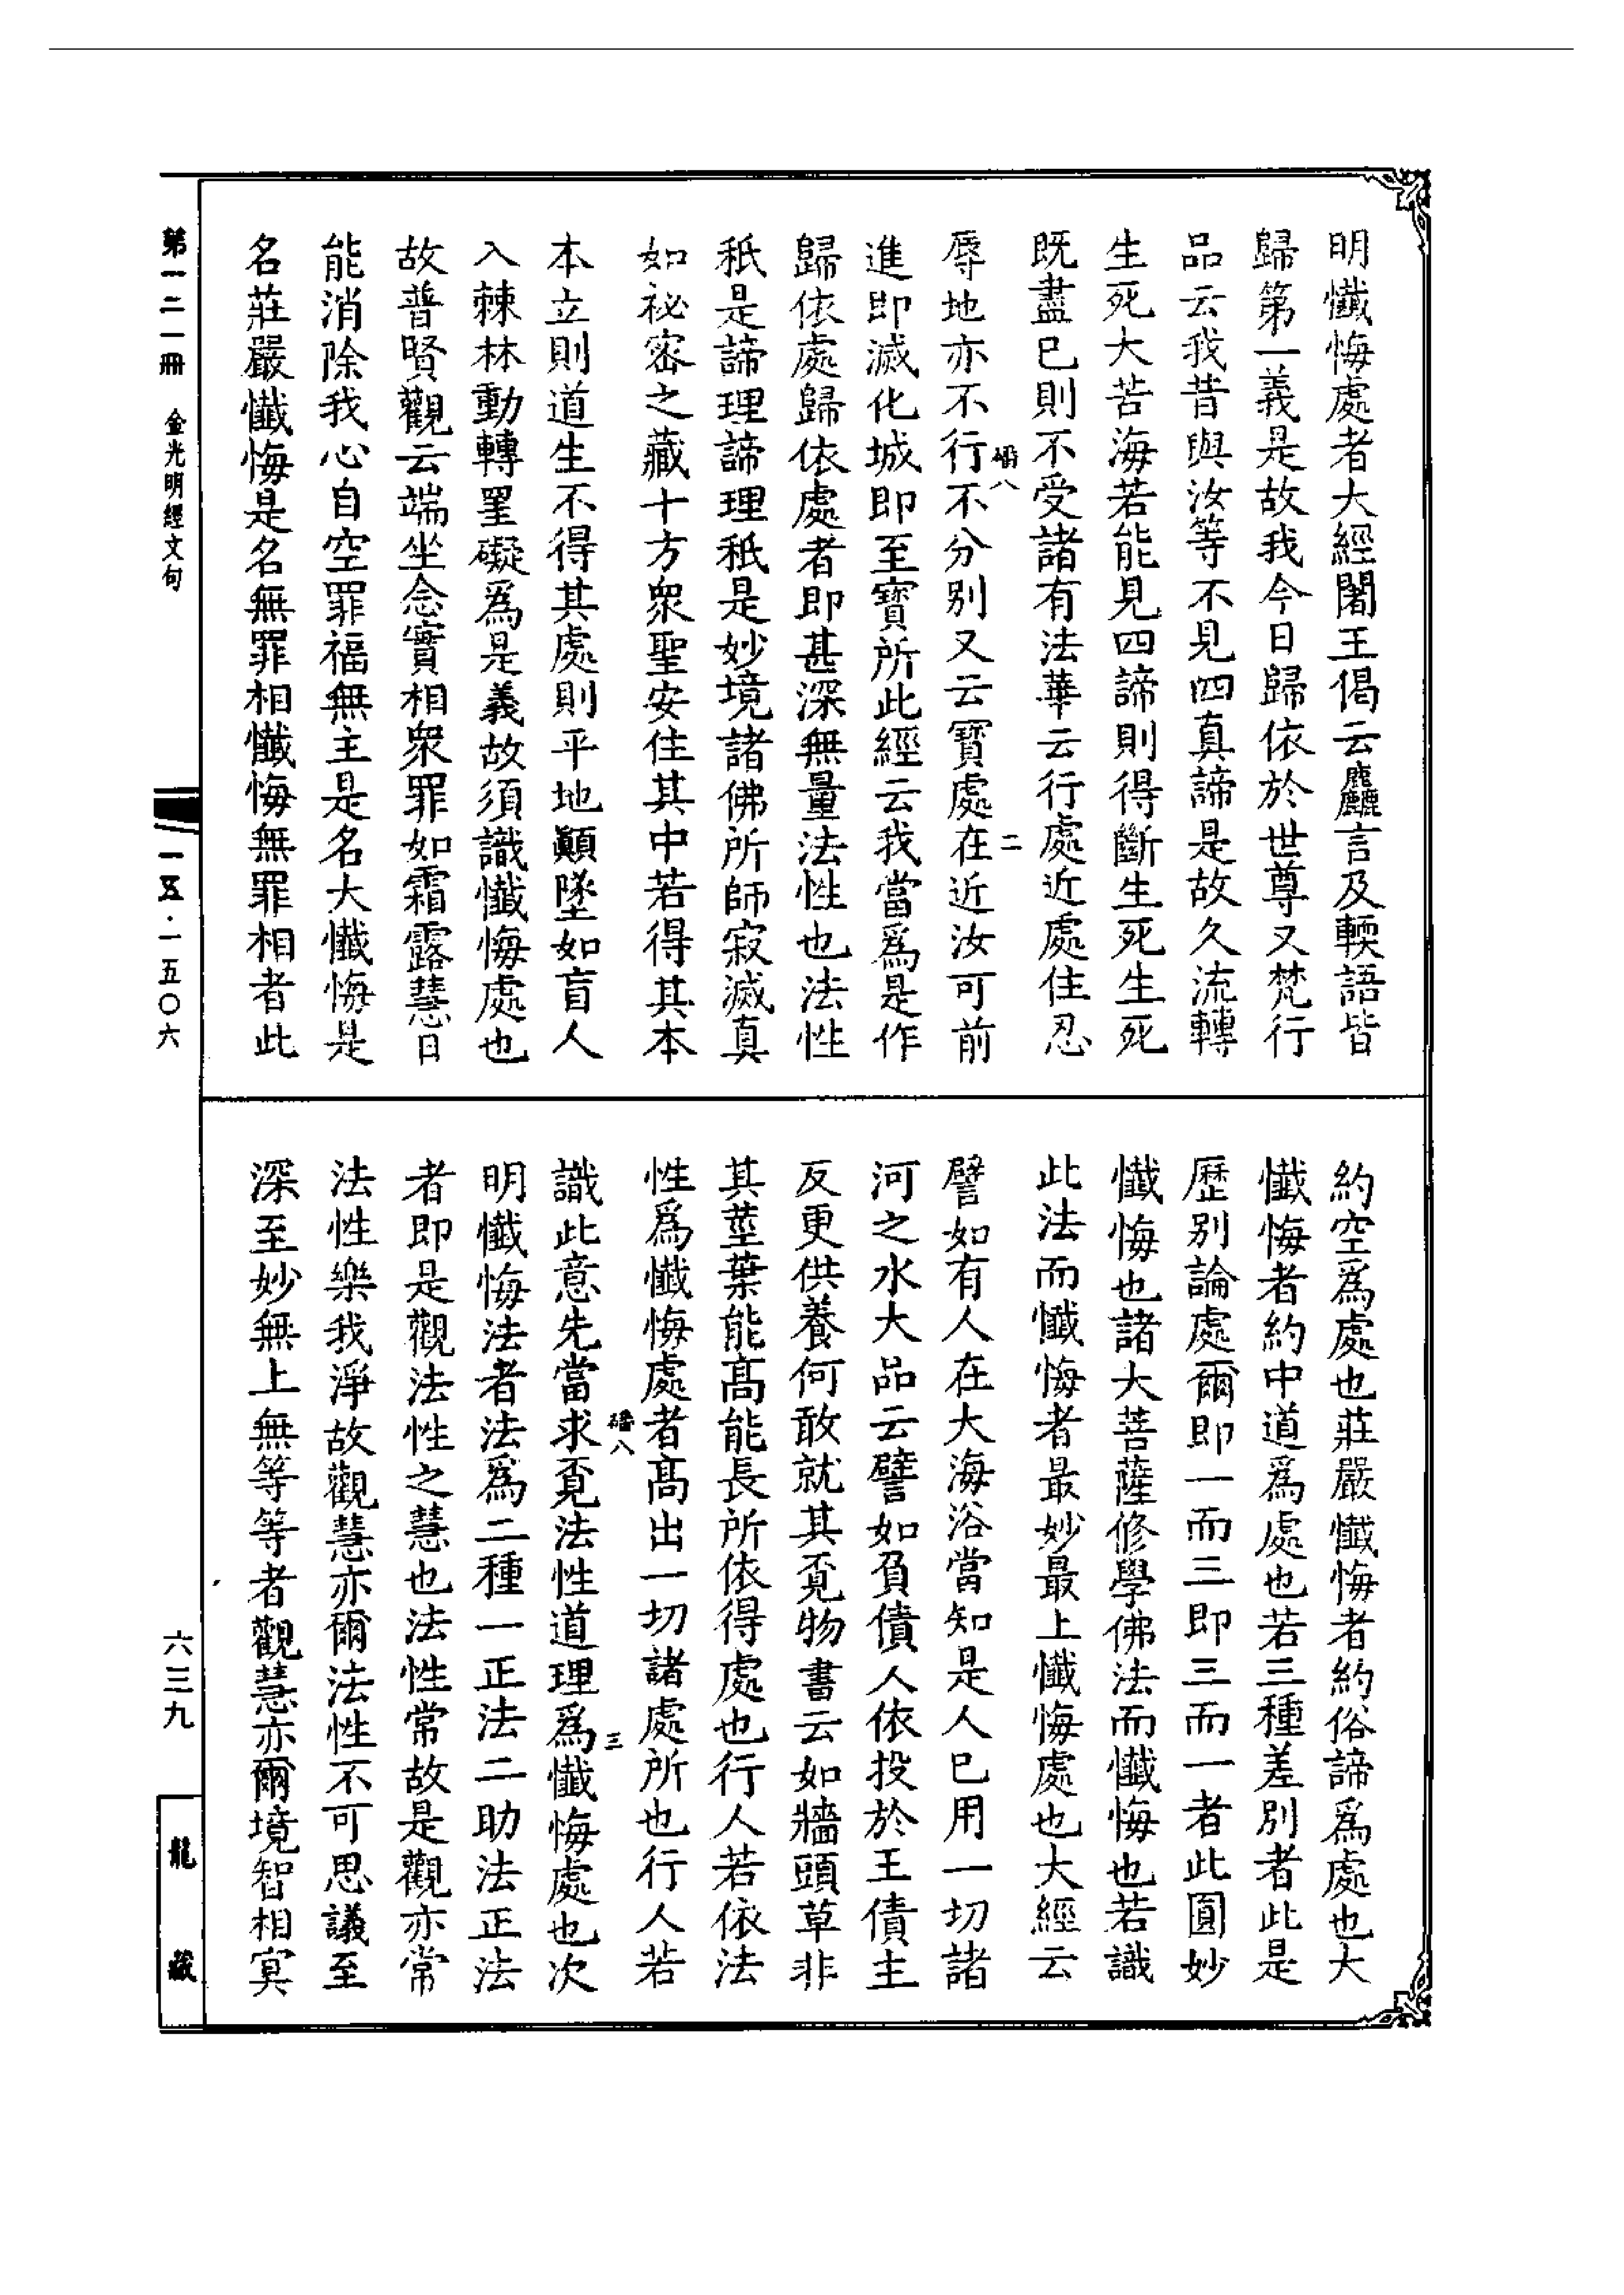 明懺悔處者大經闍王偈云麤言及輭語皆
歸第一義是故我今日歸依於世尊又梵行
品云我昔與汝等不見四真諦是故久流轉
生死大苦海若能見四諦則得斷生死生死
既盡已則不受諸有法華云行處近處住忍
磻八
二
辱地亦不行不分別又云寶處在近汝可前
進即滅化城即至寶所此經云我當爲是作
歸依處歸依處者即甚深無量法性也法性
秖是諦理諦理秖是妙境諸佛所師寂滅真
如祕密之藏十方衆聖安住其中若得其本
本立則道生不得其處則平地顚墜如盲人
入棘林動轉罣礙爲是義故須識懺悔處也
故普賢觀云端坐念實相衆罪如霜露慧日
能消除我心自空罪福無主是名大懺悔是
名莊嚴懺悔是名無罪相懺悔無罪相者此
約空爲處也莊嚴懺悔者約俗諦爲處也大
懺悔者約中道爲處也若三種差別者此是
歷別論處爾即一而三即三而一者此圓妙
懺悔也諸大菩薩修學佛法而懺悔也若識
此法而懺悔者最妙最上懺悔處也大經云
譬如有人在大海浴當知是人已用一切諸
河之水大品云譬如負債人依投於王債主
反更供養何敢就其覓物書云如牆頭草非
其莖葉能高能長所依得處也行人若依法
性爲懺悔處者高出一切諸處所也行人若
磻八
三
識此意先當求覓法性道理爲懺悔處也次
明懺悔法者法爲二種一正法二助法正法
者即是觀法性之慧也法性常故是觀亦常
法性樂我淨故觀慧亦爾法性不可思議至
深至妙無上無等等者觀慧亦爾境智相冥
第一二一冊 金光明經文句
一五·一五〇六
六三九
龍藏